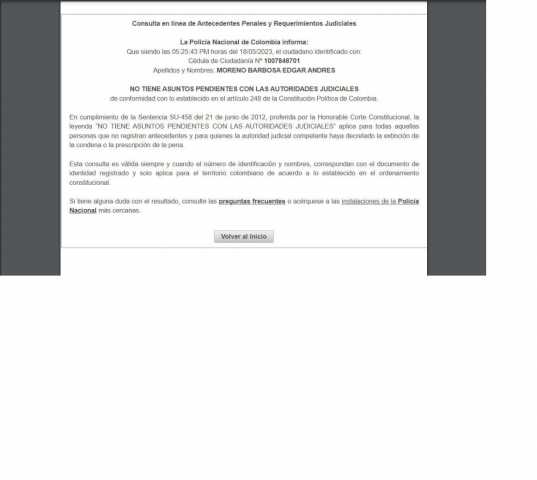 Consulta en línea de Antecedentes Penales y Requerimientos Judiciales
La Policía Nacional de Colombia informa:
Que siendo las 05:25:43 PM horas del 18/05/2023, el ciudadano identificado con:
Cédula de Ciudadanía Nº 1007848701
Apellidos y Nombres: MORENO BARBOSA EDGAR ANDRES
NO TIENE ASUNTOS PENDIENTES CON LAS AUTORIDADES JUDICIALES
de conformidad con lo establecido en el artículo 248 de la Constitución Política de Colombia.
En cumplimiento de la Sentencia SU-458 del 21 de junio de 2012, proferida por la Honorable Corte Constitucional, la
leyenda "NO TIENE ASUNTOS PENDIENTES CON LAS AUTORIDADES JUDICIALES" aplica para todas aquellas
personas que no registran antecedentes y para quienes la autoridad judicial competente haya decretado la extinción de
la condena o la prescripción de la pena.
Esta consulta es válida siempre y cuando el número de identificación y nombres, correspondan con el documento de
identidad registrado y solo aplica para el territorio colombiano de acuerdo a lo establecido en el ordenamiento
constitucional.
Si tiene alguna duda con el resultado, consulte las preguntas frecuentes o acérquese a las instalaciones de la Policía
Nacional más cercanas.
Volver al Inicio